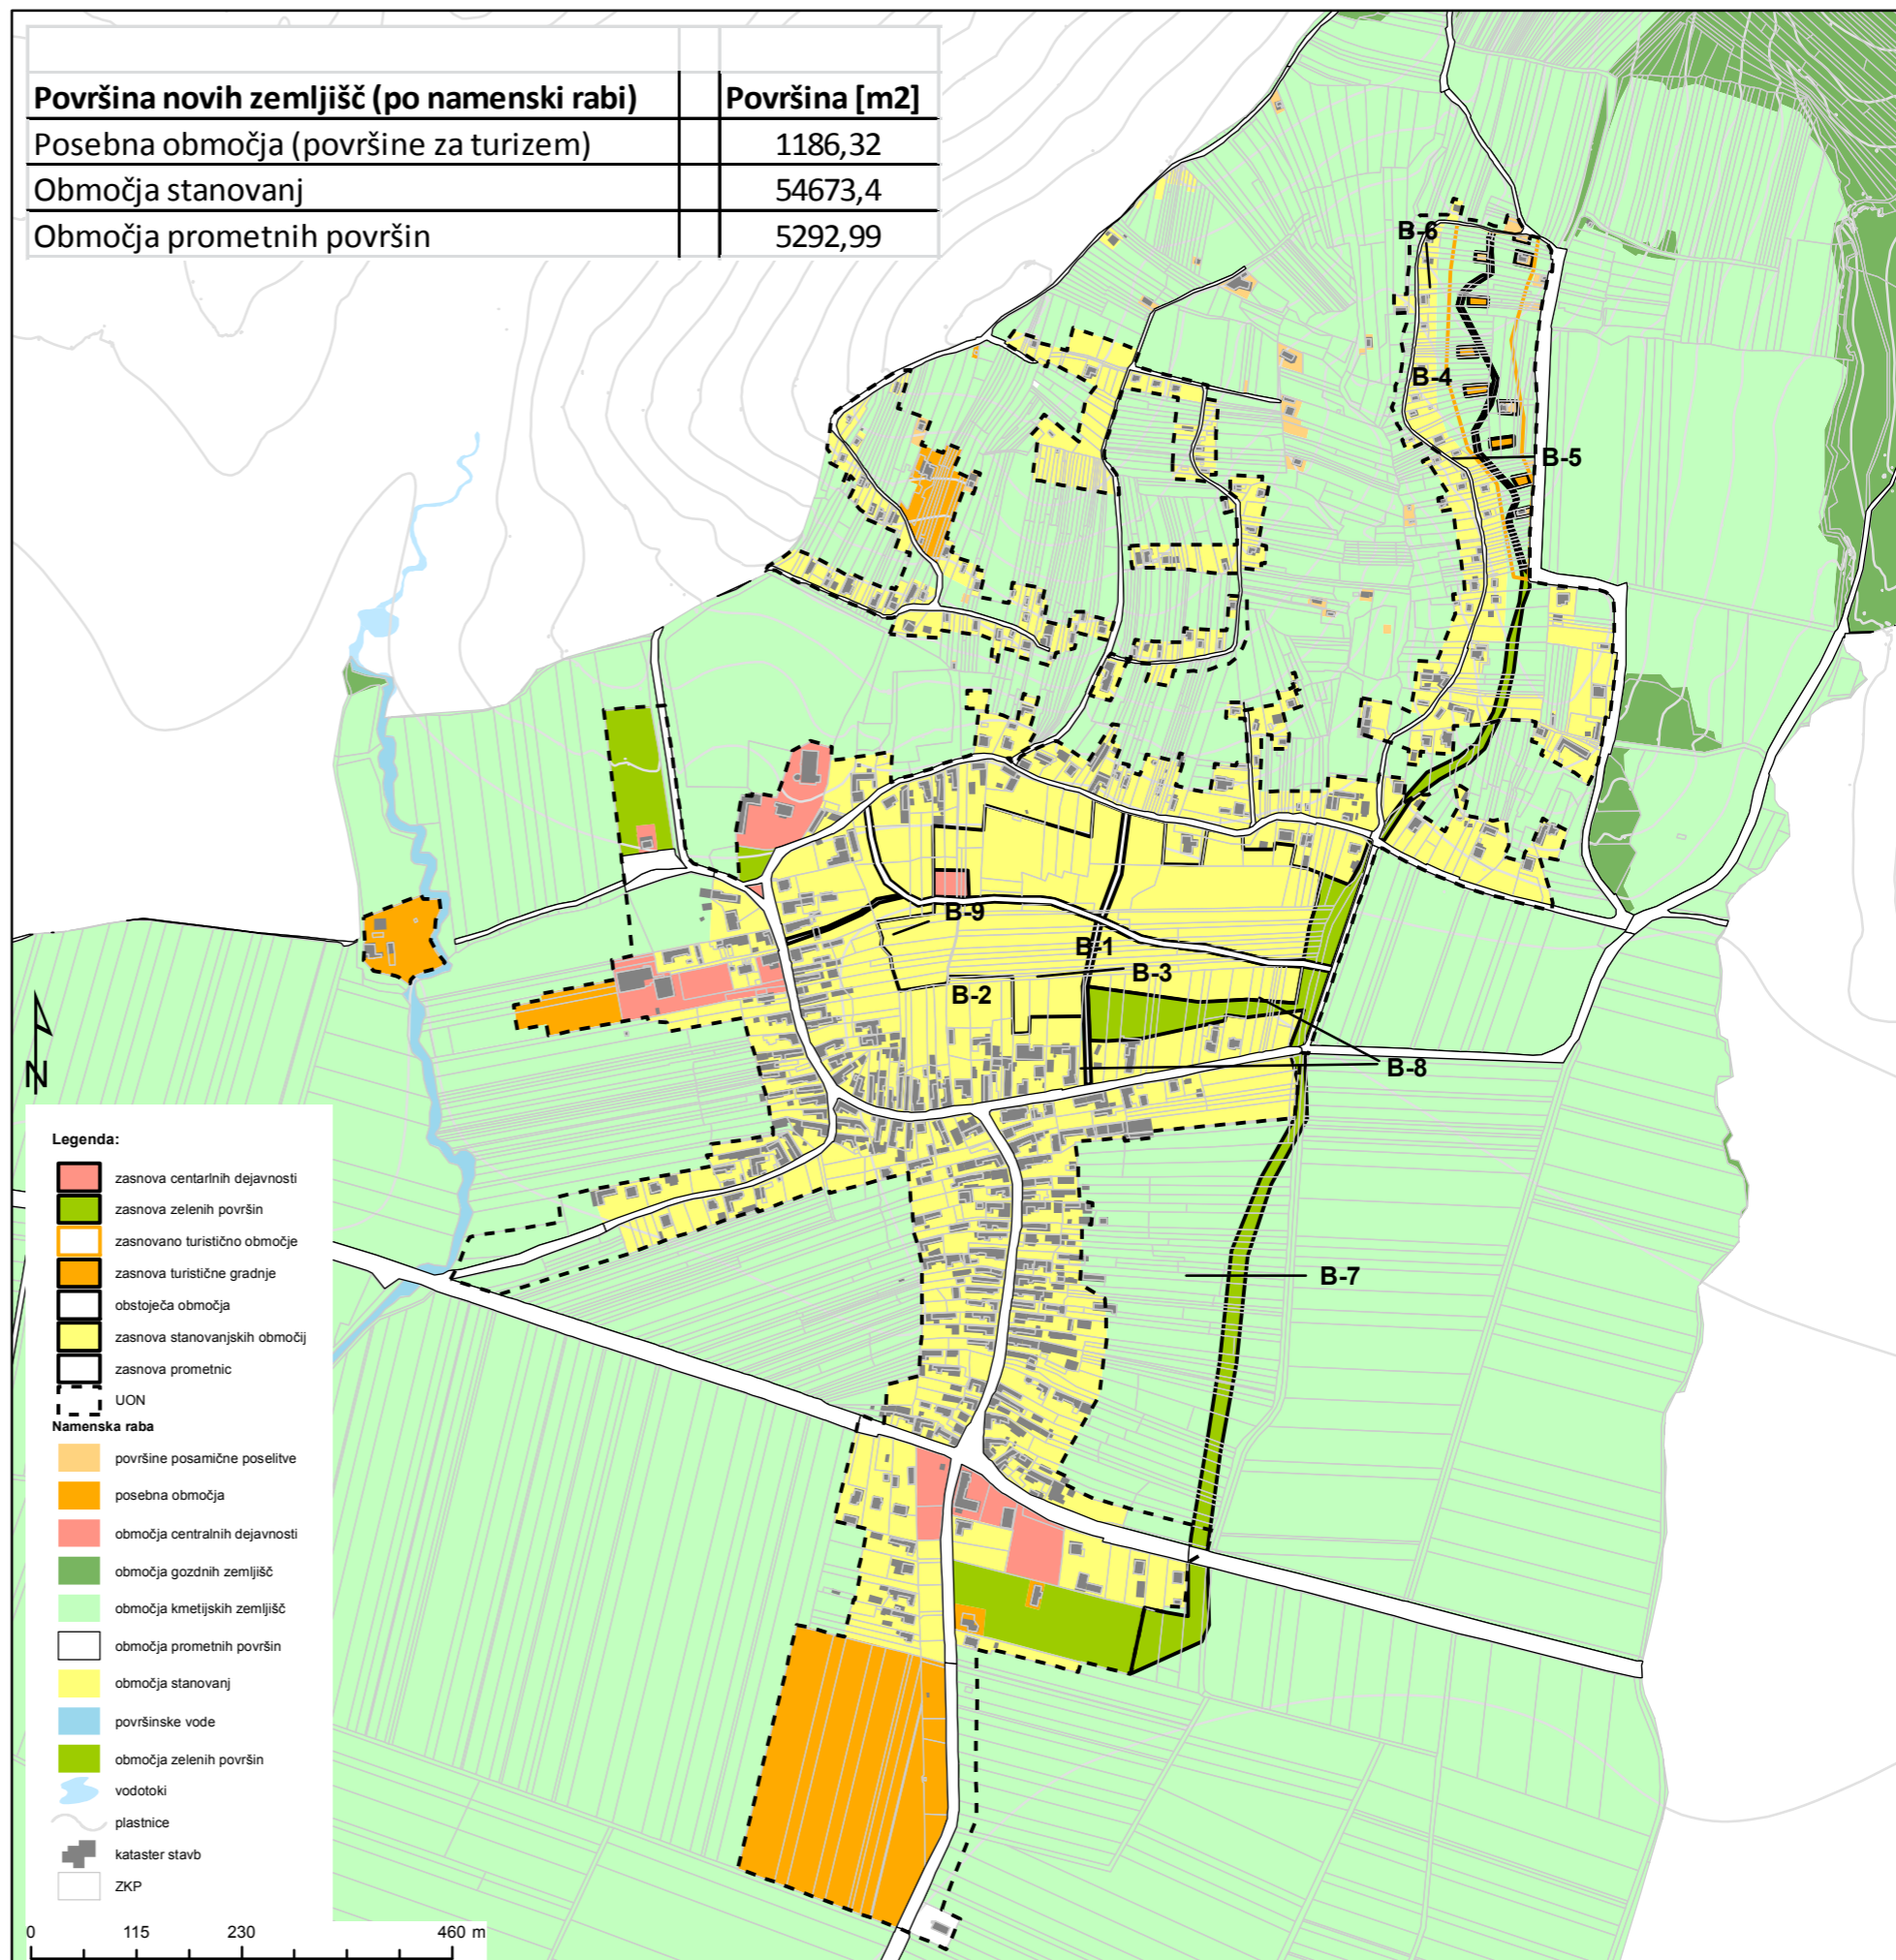 Površina novih zemljišč (po namenski rabi) Površina [m2]
Posebna območja (površine za turizem) 1186,32
Območja stanovanj 54673,4
Območja prometnih površin 5292,99
B-6
B-4
B-5
B-9
B-1
B-3
B-2
B-8
B-7
N
Legenda:
zasnova centarlnih dejavnosti
zasnova zelenih površin
zasnovano turistično območje
zasnova turistične gradnje
obstoječa območja
zasnova stanovanjskih območij
zasnova prometnic
UON
Namenska raba
površine posamične poselitve
posebna območja
območja centralnih dejavnosti
območja gozdnih zemljišč
območja kmetijskih zemljišč
območja prometnih površin
območja stanovanj
površinske vode
območja zelenih površin
vodotoki
plastnice
kataster stavb
ZKP
0 115 230 460 m